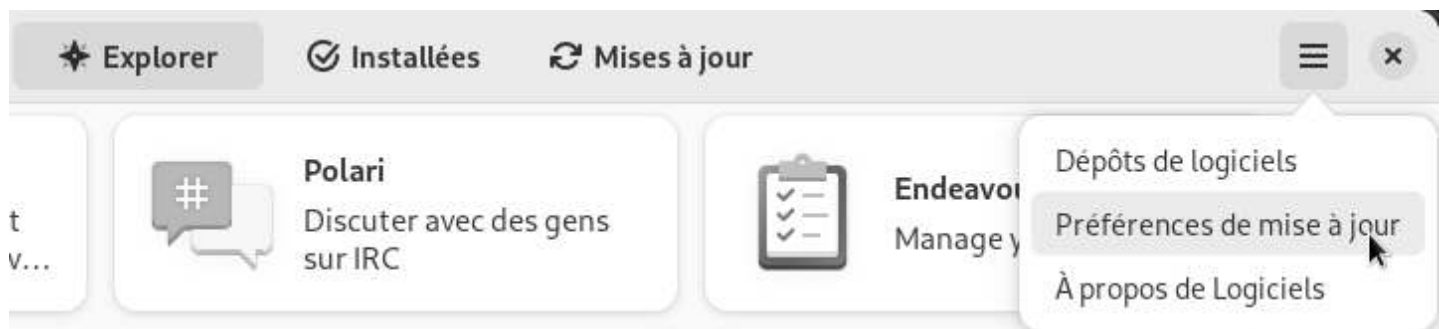 Explorer
Installées
Mises à jour
t
v…
Polari
Discuter avec des gens
sur IRC
#
Manage
Dépôts de logiciels
Préférences de mise à jour
À propos de Logiciels